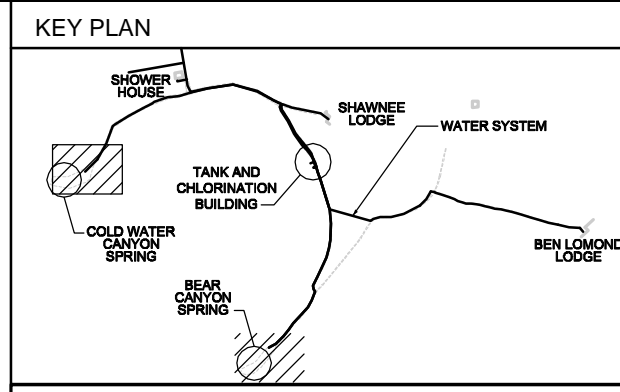 KEY PLAN
SHOWER
HOUSE
SHAWNEE
LODGE
WATER SYSTEM
TANK AND
CHLORINATION
BUILDING
COLD WATER
CANYON
SPRING
BEN LOMOND
LODGE
BEAR
CANYON
SPRING